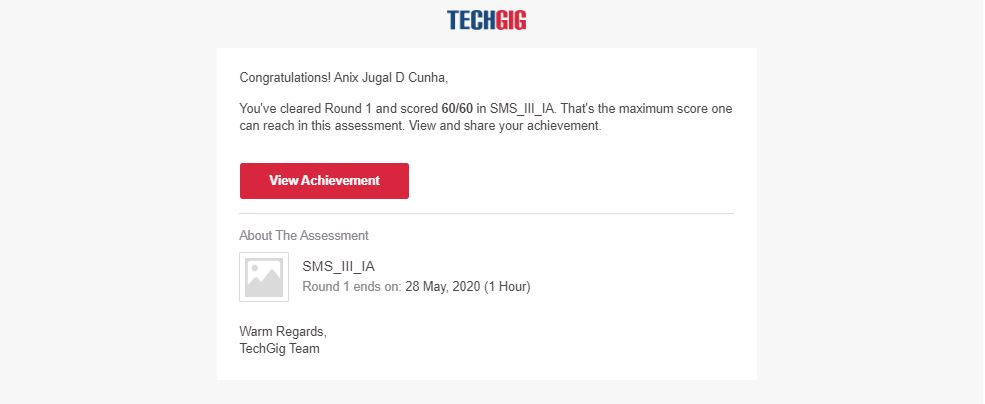 TECHGIG
Congratulations! Anix Jugal D Cunha,
You've cleared Round 1 and scored 60/60 in SMS_III_IA. That's the maximum score one
can reach in this assessment. View and share your achievement.
View Achievement
About The Assessment
SMS_III_IA
Round 1 ends on: 28 May, 2020 (1 Hour)
Warm Regards,
TechGig Team